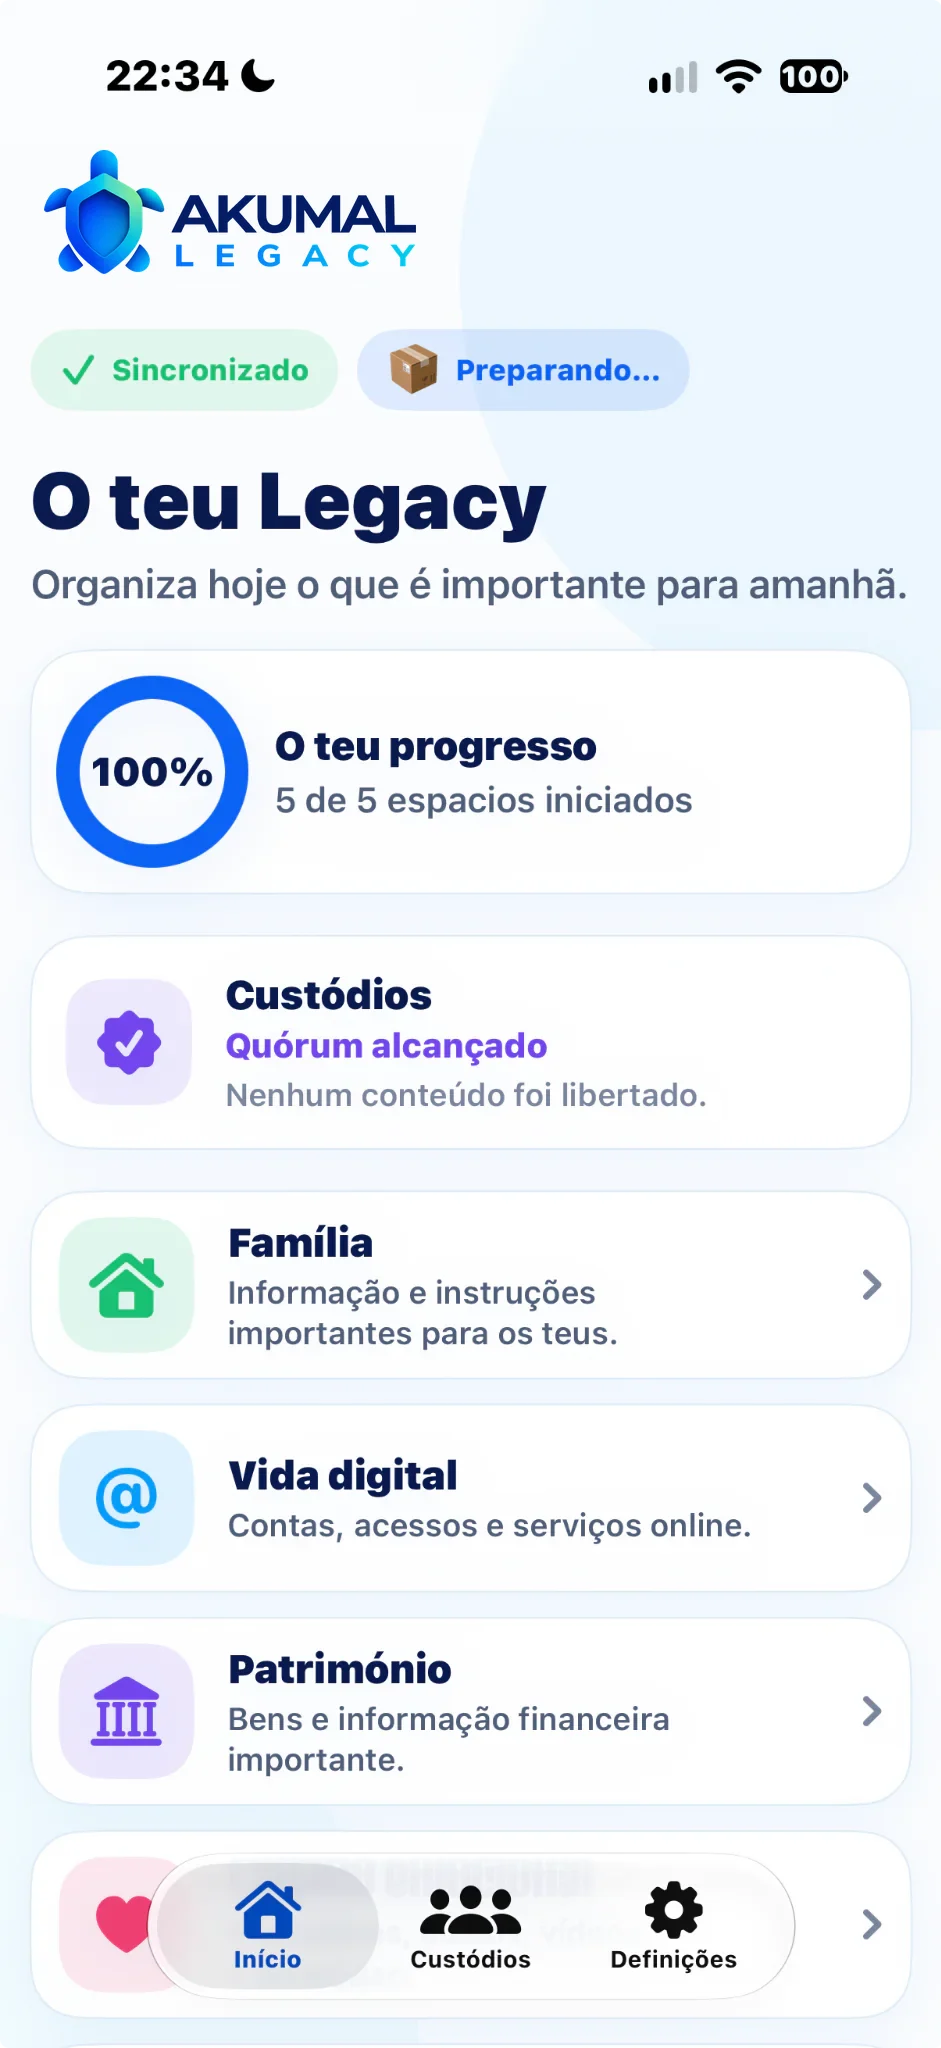 22:34
100
AKUMAL
LEGACY
Sincronizado
Preparando...
O teu Legacy
Organiza hoje o que é importante para amanhã.
100%
O teu progresso
5 de 5 espacios iniciados
Custódios
Quórum alcançado
Nenhum conteúdo foi libertado.
Família
Informação e instruções
importantes para os teus.
@
Vida digital
Contas, acessos e serviços online.
Património
Bens e informação financeira
importante.
Início
Custódios
Definições